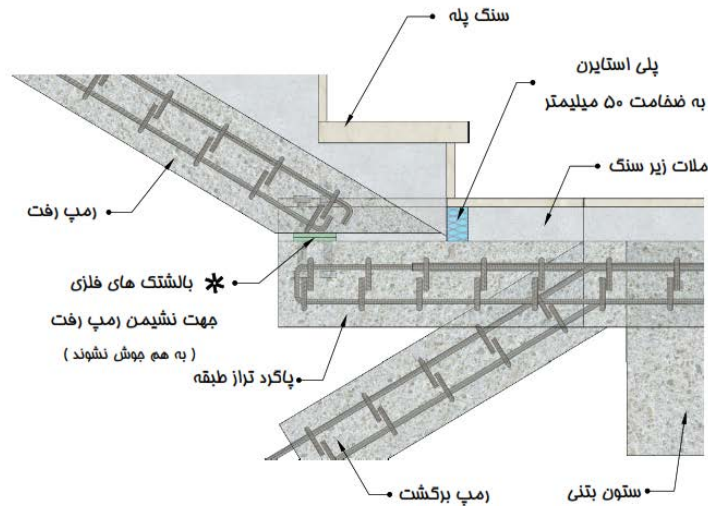 سنگ پله
پلی استایرن
به ضخامت ۵۰ میلیمتر
ملات زیر سنگ
رمپ رفت
* بالشتک های فلزی
جهت نشیمن رمپ رفت
( به هم جوش نشوند )
پاگرد تراز طبقه
رمپ برگشت
ستون بتنی